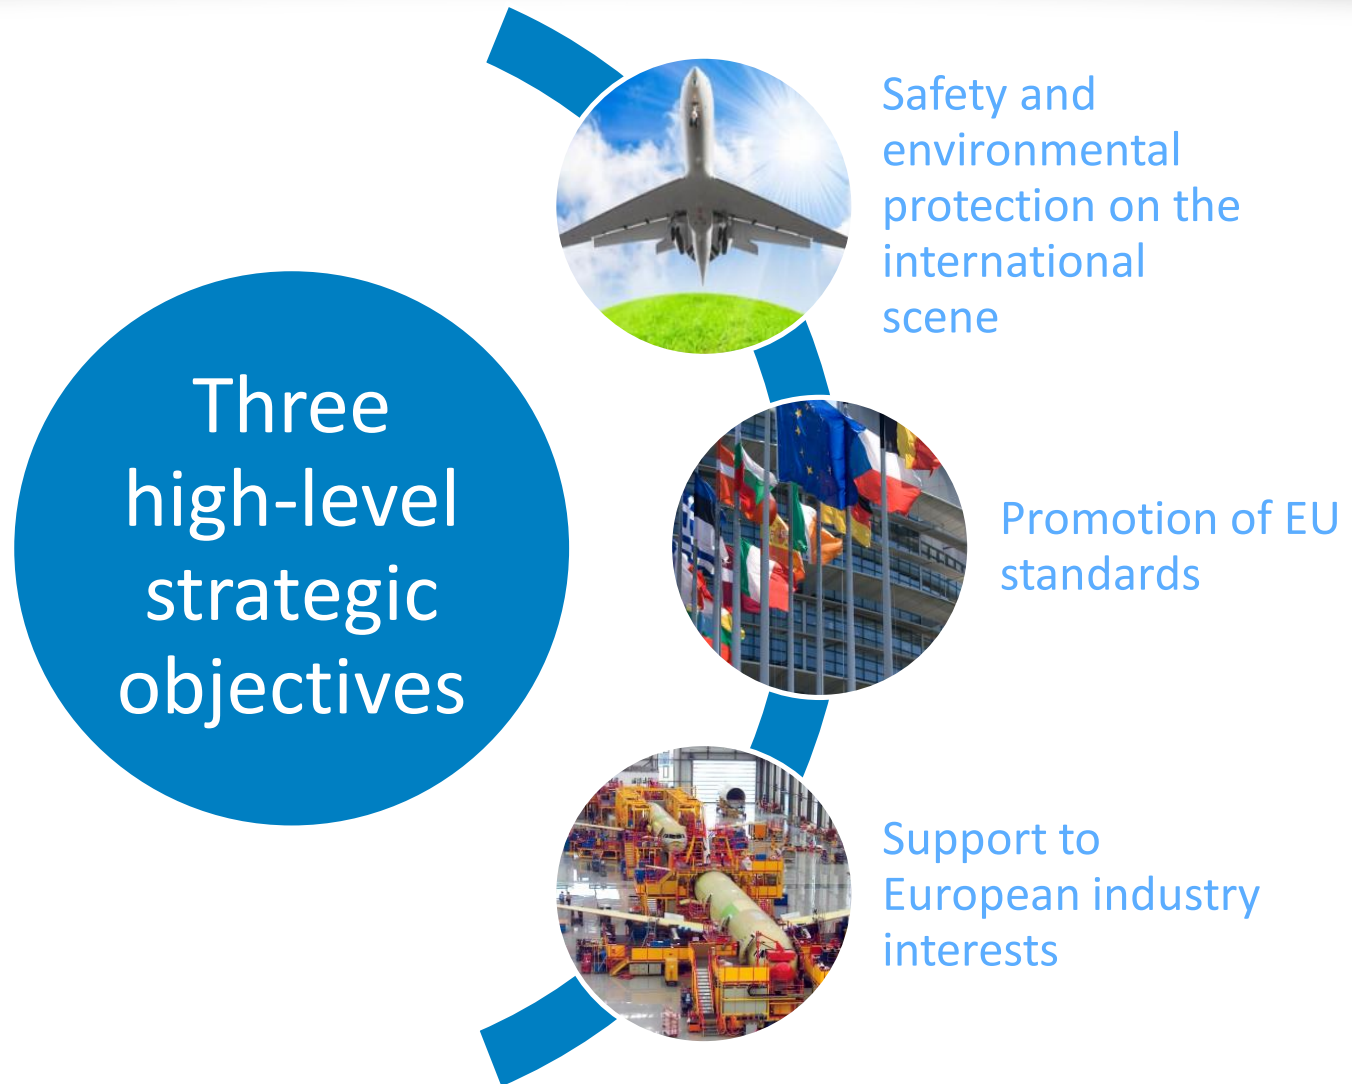 Three
high-level
strategic
objectives
Safety and
environmental
protection on the
international
scene
Promotion of EU
standards
Support to
European industry
interests